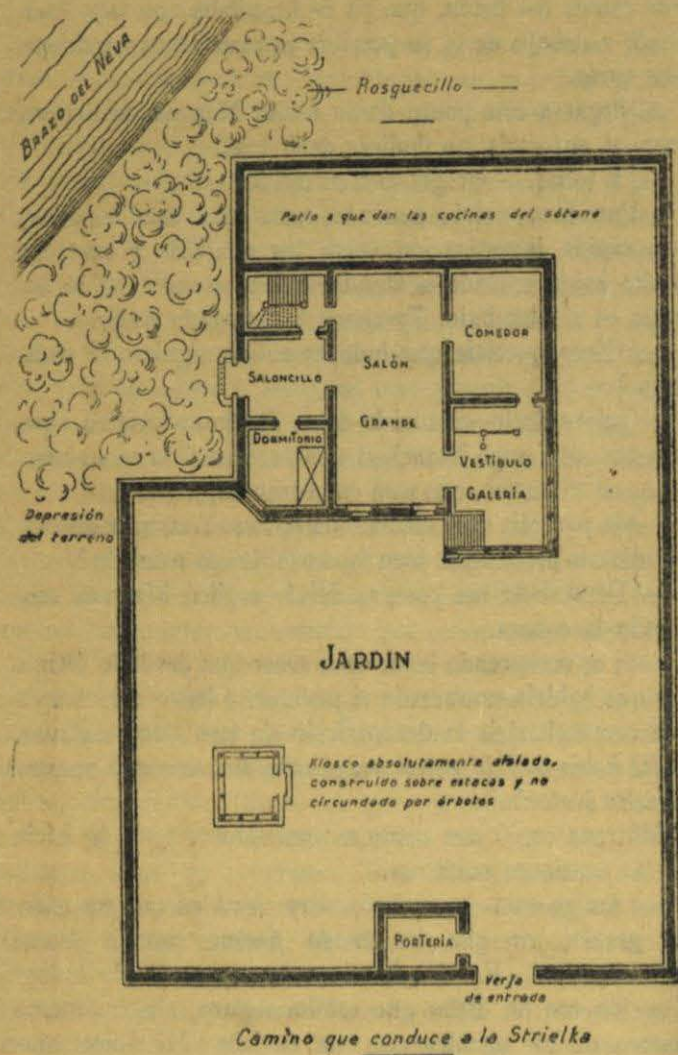 BRAZO DEL NEVA
Bosquecillo
Patio a que dan las cocinas del sótano
COMEDOR
SALÓN
GRANDE
SALONCILLO
DORMITORIO
VESTÍBULO
GALERÍA
Depresión
del terreno
JARDIN
Kiosco absolutamente aislado,
construído sobre estacas y no
circundado por árboles
PORTERÍA
Verja
de entrada
Camino que conduce a la Strielka